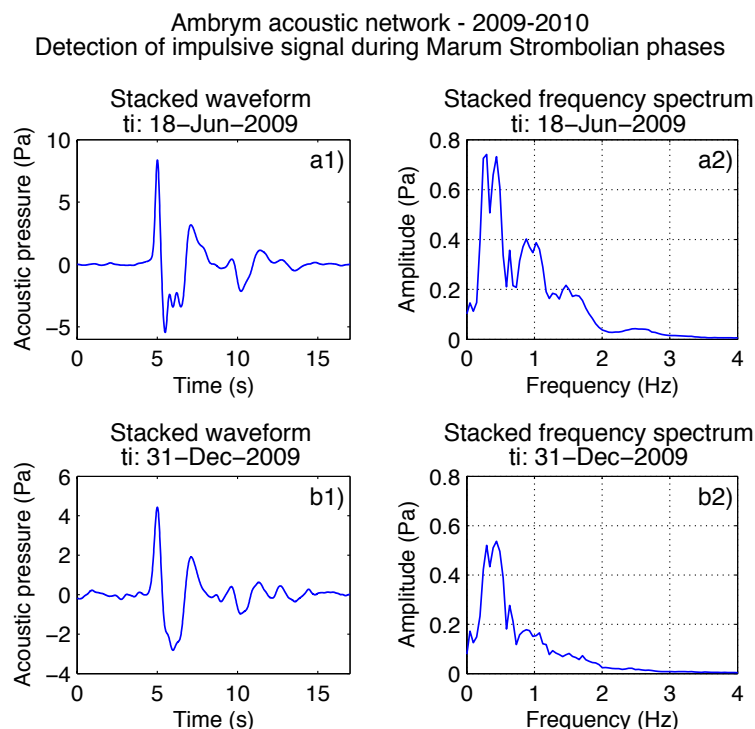 Ambrym acoustic network - 2009-2010
Detection of impulsive signal during Marum Strombolian phases
Stacked waveform
ti: 18−Jun−2009
a1)
10
5
0
−5
Acoustic pressure (Pa)
0 5 10 15
Time (s)
Stacked frequency spectrum
ti: 18−Jun−2009
a2)
0.8
0.6
0.4
0.2
0
Amplitude (Pa)
0 1 2 3 4
Frequency (Hz)
Stacked waveform
ti: 31−Dec−2009
b1)
6
4
2
0
−2
−4
Acoustic pressure (Pa)
0 5 10 15
Time (s)
Stacked frequency spectrum
ti: 31−Dec−2009
b2)
0.8
0.6
0.4
0.2
0
Amplitude (Pa)
0 1 2 3 4
Frequency (Hz)